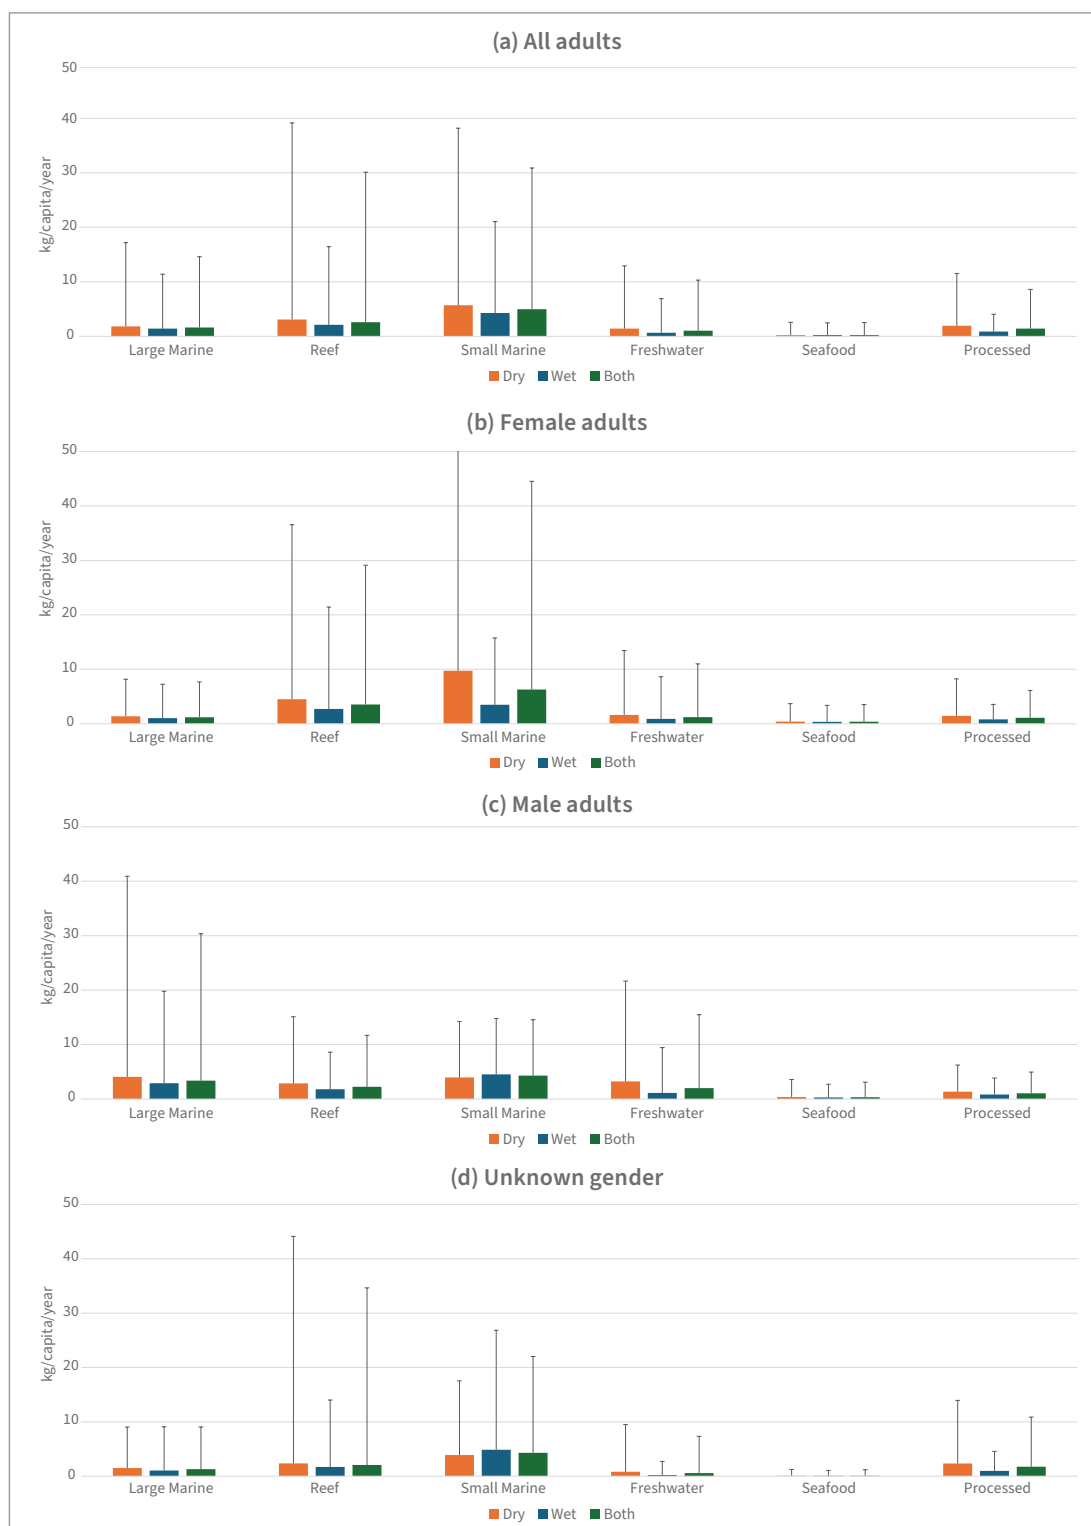 (a) All adults
50
40
30
20
10
0
kg/capita/year
Large Marine Reef Small Marine Freshwater Seafood Processed
Dry Wet Both
(b) Female adults
50
40
30
20
10
0
kg/capita/year
Large Marine Reef Small Marine Freshwater Seafood Processed
Dry Wet Both
(c) Male adults
50
40
30
20
10
0
kg/capita/year
Large Marine Reef Small Marine Freshwater Seafood Processed
Dry Wet Both
(d) Unknown gender
50
40
30
20
10
0
kg/capita/year
Large Marine Reef Small Marine Freshwater Seafood Processed
Dry Wet Both